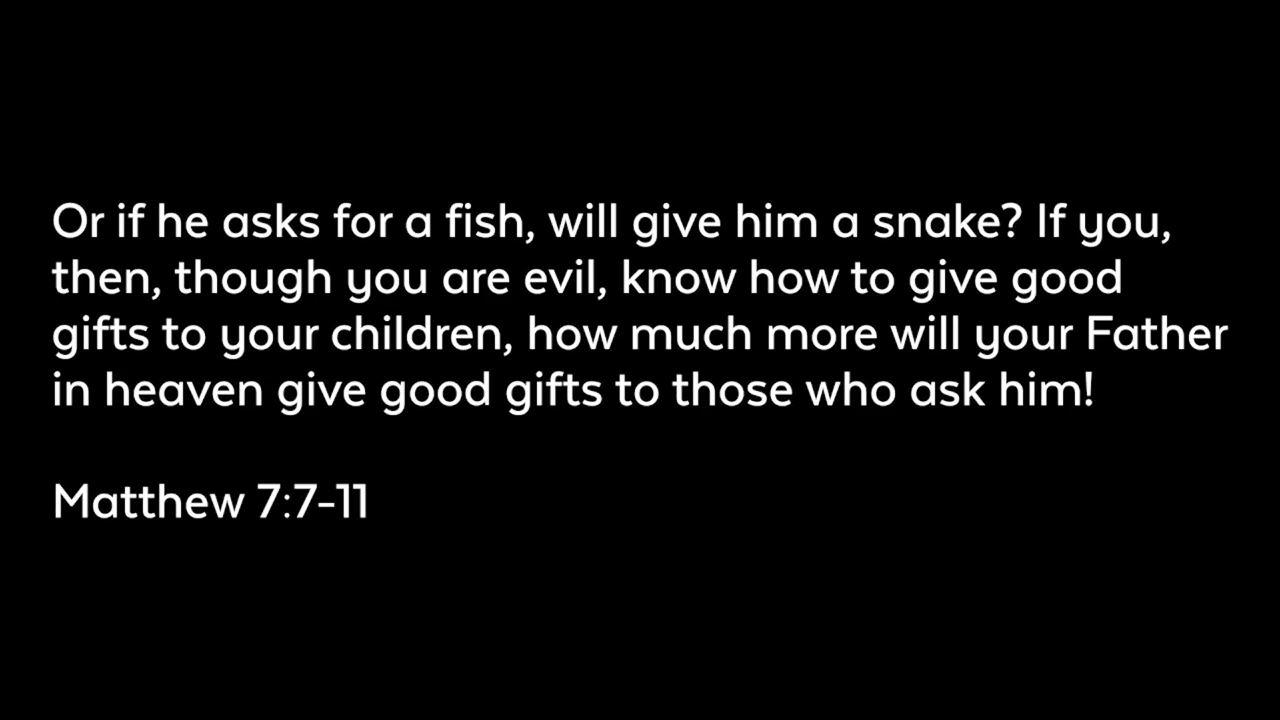 Or if he asks for a fish, will give him a snake? If you,
then, though you are evil, know how to give good
gifts to your children, how much more will your Father
in heaven give good gifts to those who ask him!
Matthew 7:7-11